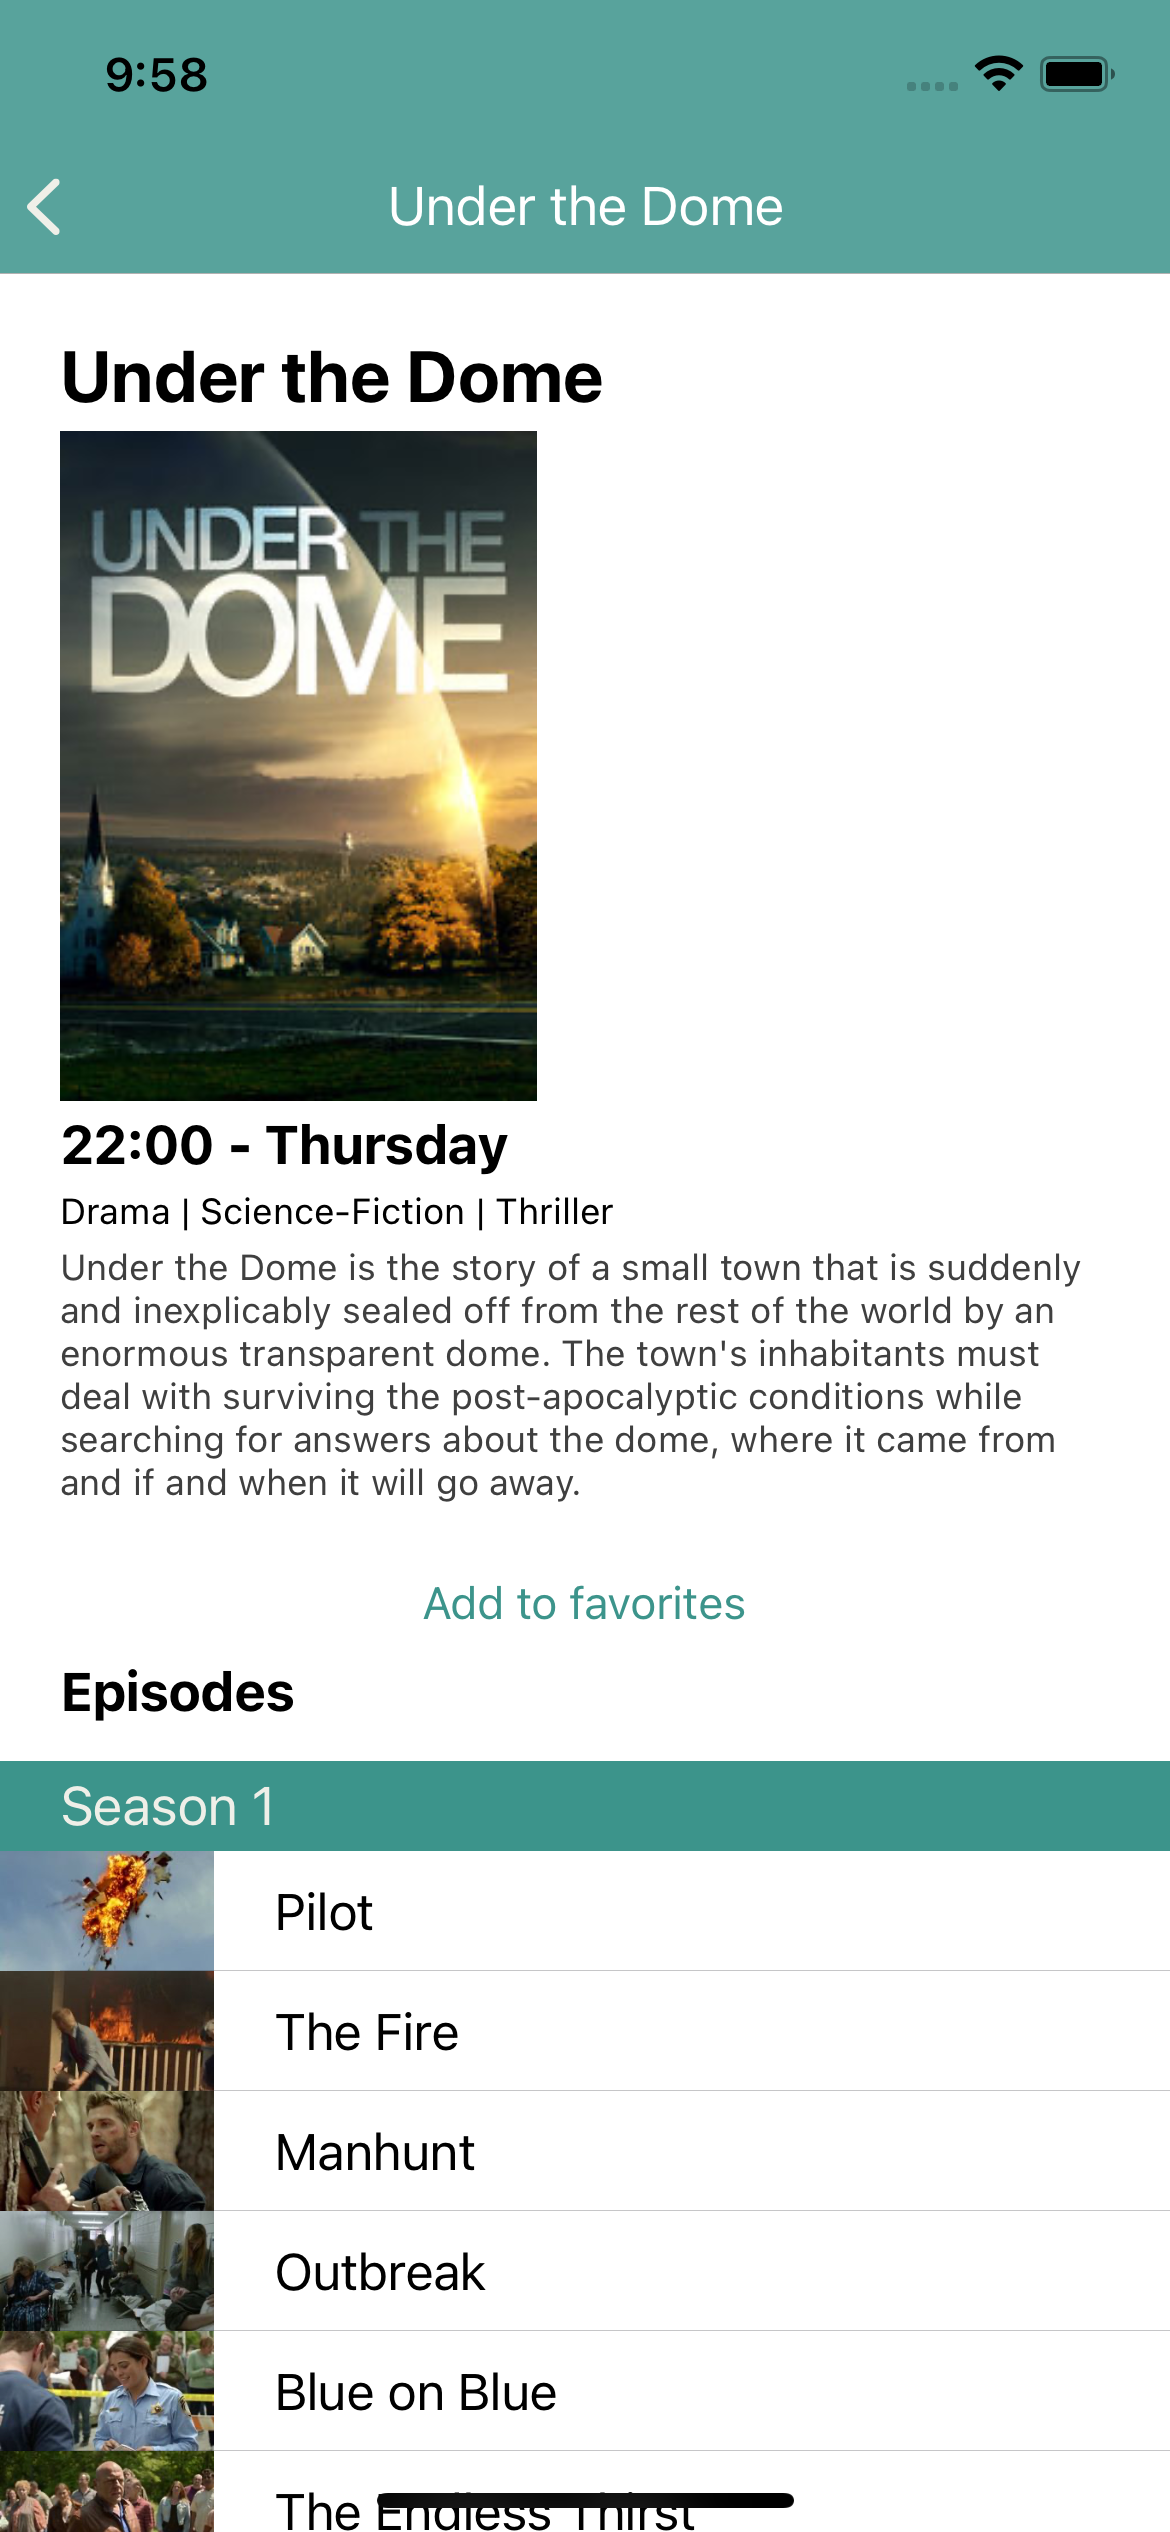 9:58
Under the Dome
Under the Dome
UNDER THE
DOME
22:00 - Thursday
Drama | Science-Fiction | Thriller
Under the Dome is the story of a small town that is suddenly
and inexplicably sealed off from the rest of the world by an
enormous transparent dome. The town's inhabitants must
deal with surviving the post-apocalyptic conditions while
searching for answers about the dome, where it came from
and if and when it will go away.
Add to favorites
Episodes
Season 1
Pilot
The Fire
Manhunt
Outbreak
Blue on Blue
The Endless Thirst